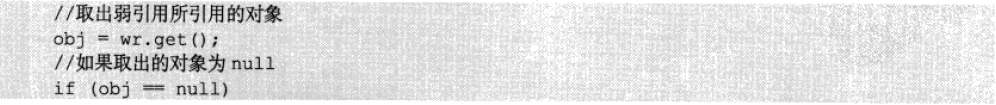 //取出弱引用所引用的对象
obj = wr.get();
//如果取出的对象为 null
if (obj == null)